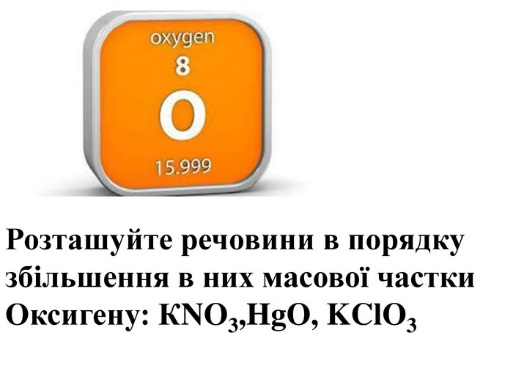 oxygen
8
O
15.999
Розташуйте речовини в порядку
збільшення в них масової частки
Оксигену: KNO₃,HgO, KClO₃